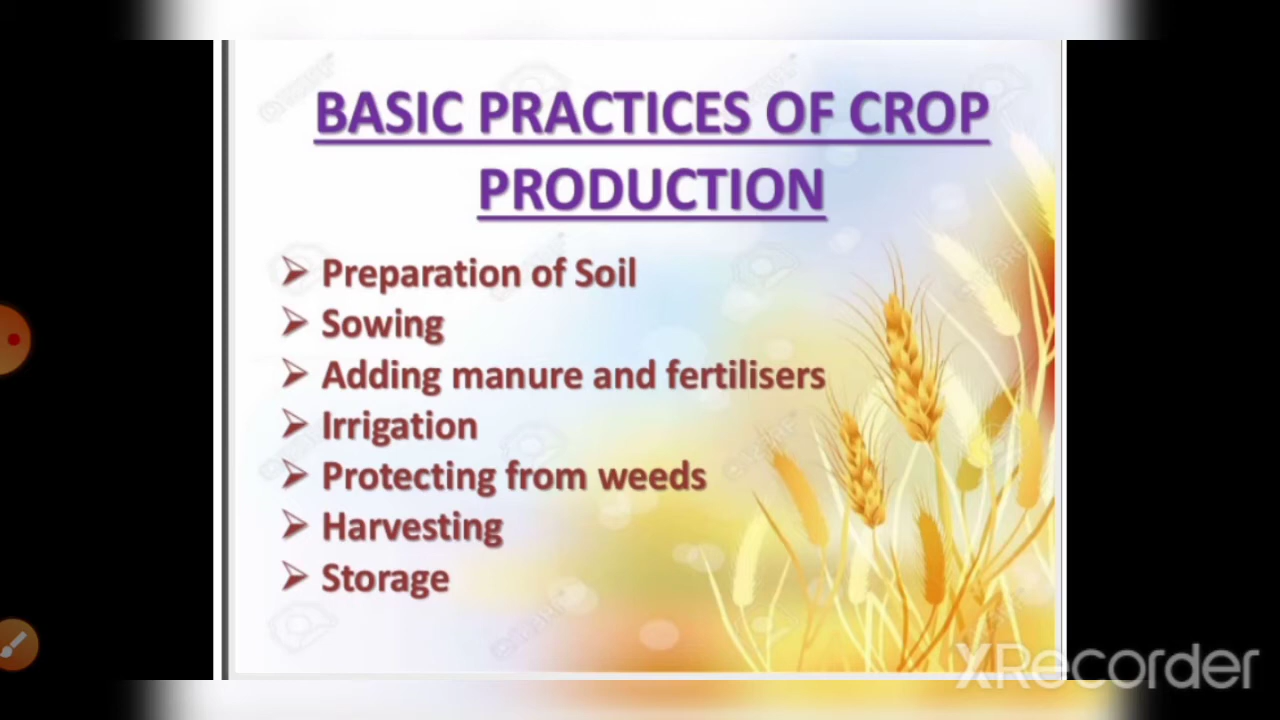 BASIC PRACTICES OF CROP
PRODUCTION
➢ Preparation of Soil
➢ Sowing
➢ Adding manure and fertilisers
➢ Irrigation
➢ Protecting from weeds
➢ Harvesting
➢ Storage
XRecorder